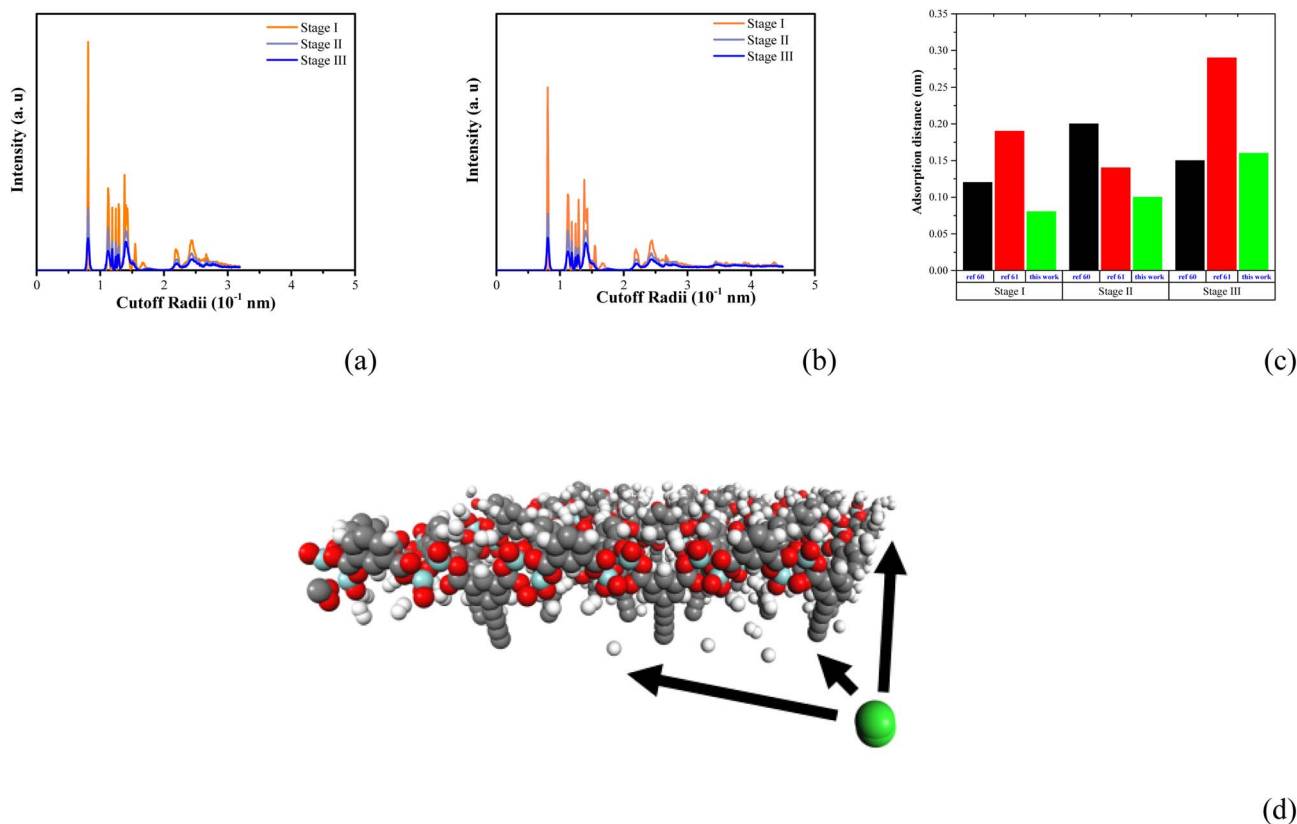 Stage I
Stage II
Stage III
Intensity (a. u)
0 1 2 3 4 5
Cutoff Radii (10⁻¹ nm)
(a)
Stage I
Stage II
Stage III
Intensity (a. u)
0 1 2 3 4 5
Cutoff Radii (10⁻¹ nm)
(b)
0.35
0.30
0.25
0.20
0.15
0.10
0.05
0.00
Adsorption distance (nm)
ref 60 ref 61 this work ref 60 ref 61 this work ref 60 ref 61 this work
Stage I Stage II Stage III
(c)
(d)